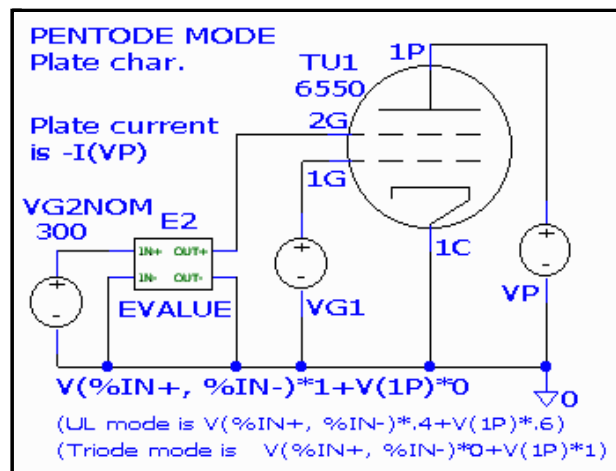 PENTODE MODE
Plate char.
TU1
6550
1P
Plate current
is -I(VP)
2G
1G
VG2NOM
300
E2
IN+ OUT+
IN- OUT-
EVALUE
+
-
+
-
VG1
1C
+
-
VP
V(%IN+, %IN-)*1+V(1P)*0
0
(UL mode is V(%IN+, %IN-)*.4+V(1P)*.6)
(Triode mode is V(%IN+, %IN-)*0+V(1P)*1)